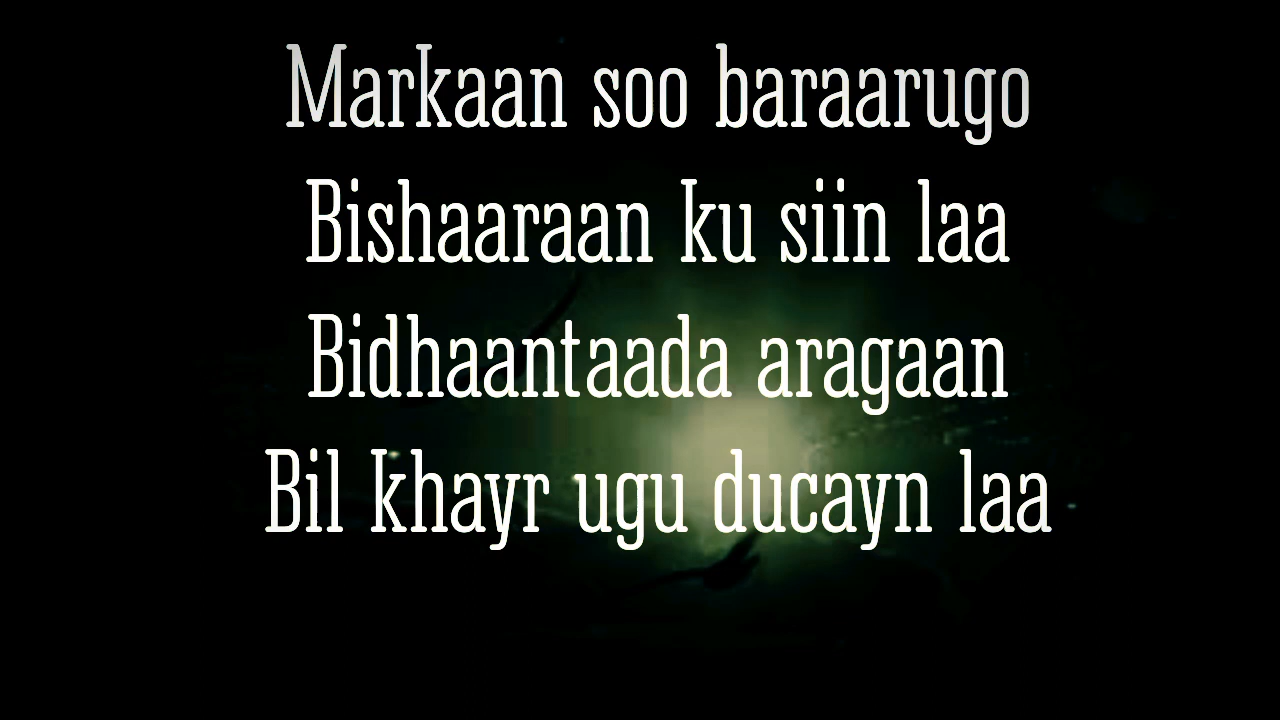 Markaan soo baraarugo
Bishaaraan ku siin laa
Bidhaantaada aragaan
Bil khayr ugu ducayn laa